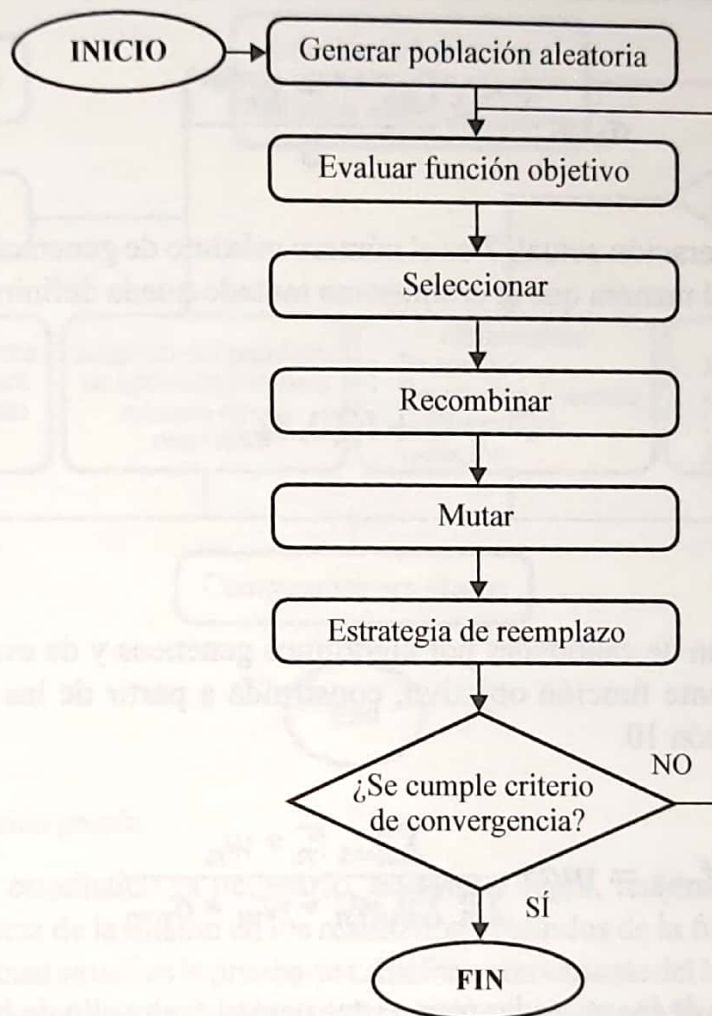 INICIO
Generar población aleatoria
Evaluar función objetivo
Seleccionar
Recombinar
Mutar
Estrategia de reemplazo
¿Se cumple criterio
de convergencia?
NO
SÍ
FIN